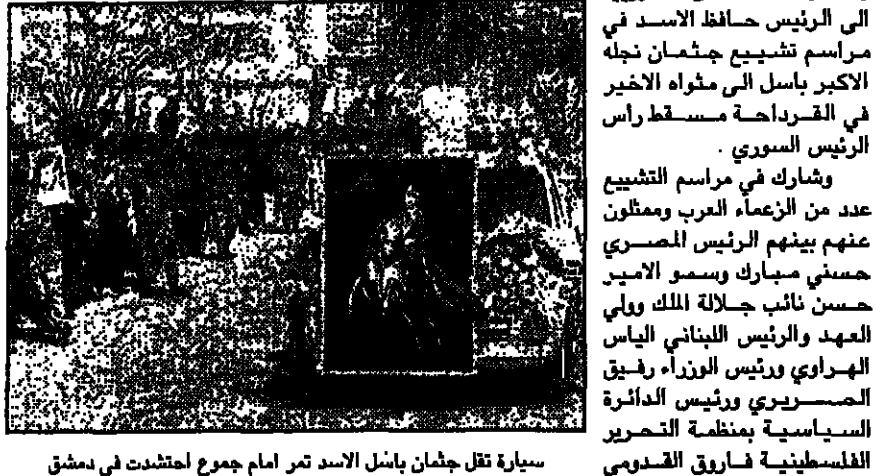 الى الرئيس حافظ الاسد في
مراسم تشييع جثمان نجله
الاكبر باسل الى مثواه الاخير
في القرداحة مسقط رأس
الرئيس السوري .
وشارك في مراسم التشييع
عدد من الزعماء العرب وممثلون
عنهم بينهم الرئيس المصري
حسني مبارك وسمو الامير
حسن نائب جلالة الملك وولي
العهد والرئيس اللبناني الياس
الهراوي ورئيس الوزراء رفيق
الحسريري ورئيس الدائرة
السياسية بمنظمة التحرير
الفلسطينية فاروق القدومي
سيارة تقل جثمان باسل الاسد تمر امام جموع احتشدت في دمشق